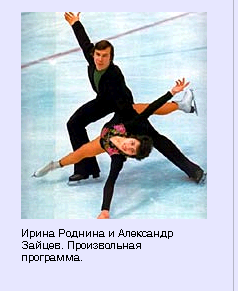 Ирина Роднина и Александр
Зайцев. Произвольная
программа.